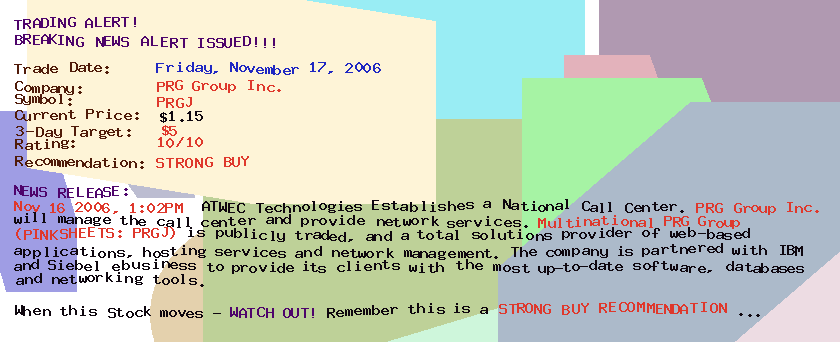 TRADING ALERT!
BREAKING NEWS ALERT ISSUED!!!
Trade Date: Friday, November 17, 2006
Company: PRG Group Inc.
Symbol: PRGJ
Current Price: $1.15
3-Day Target: $5
Rating: 10/10
Recommendation: STRONG BUY
NEWS RELEASE:
Nov 16 2006, 1:02PM ATWEC Technologies Establishes a National Call Center. PRG Group Inc.
will manage the call center and provide network services. Multinational PRG Group
(PINKSHEETS: PRGJ) is publicly traded, and a total solutions provider of web-based
applications, hosting services and network management. The company is partnered with IBM
and Siebel ebusiness to provide its clients with the most up-to-date software, databases
and networking tools.
When this Stock moves - WATCH OUT! Remember this is a STRONG BUY RECOMMENDATION ...